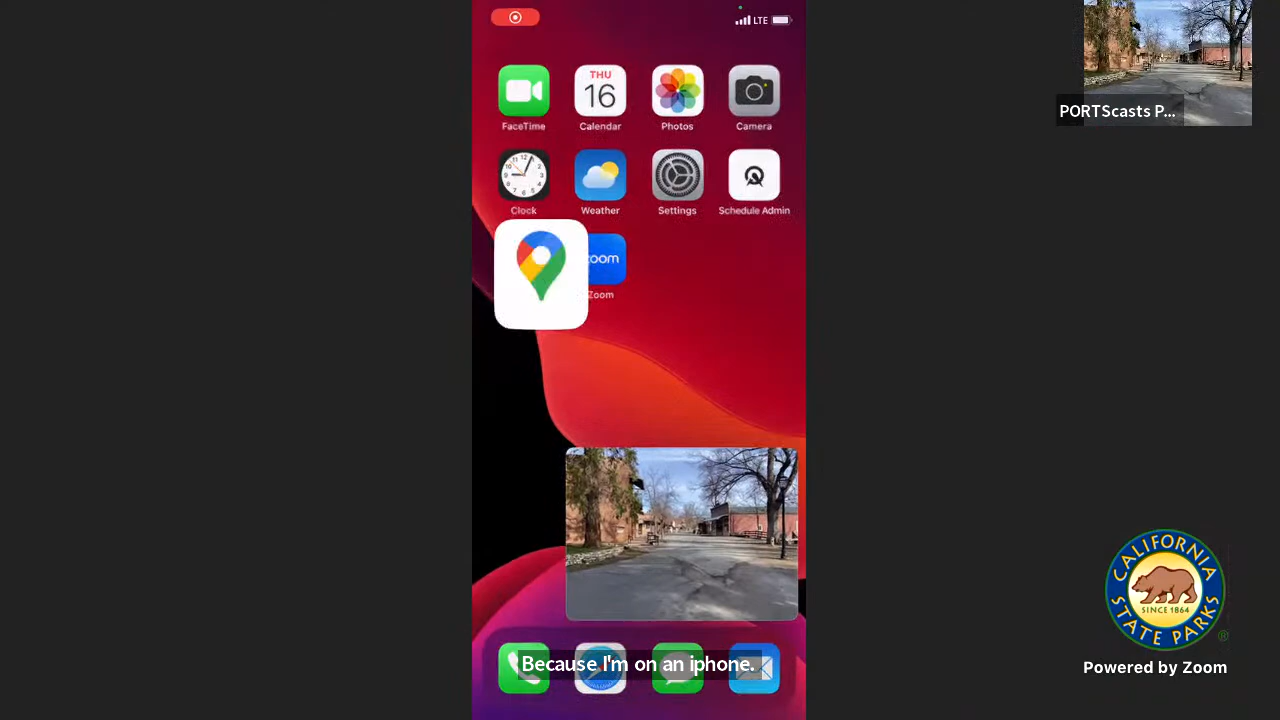 LTE
PORTScasts P...
THU
16
FaceTime
Calendar
Photos
Camera
Clock
Weather
Settings
Schedule Admin
zoom
Zoom
CALIFORNIA
STATE PARKS
SINCE 1864
®
Because I'm on an iphone.
Powered by Zoom